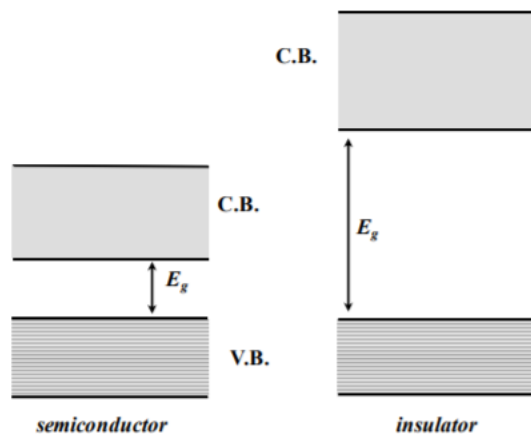 C.B.
C.B.
E_g
E_g
V.B.
semiconductor
insulator